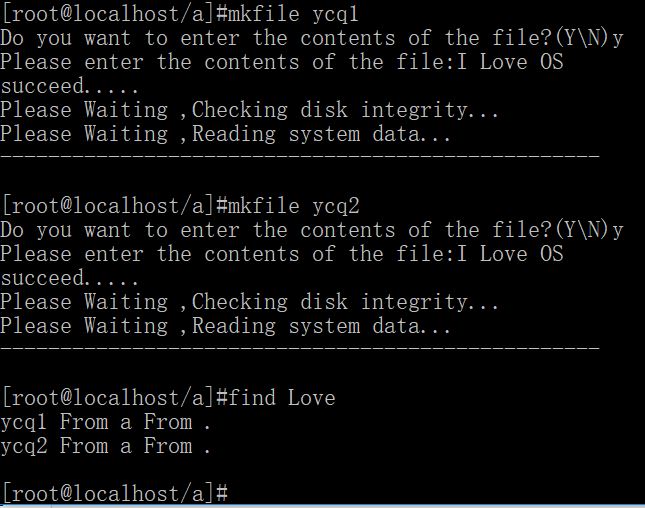 [root@localhost/a]#mkfile ycq1
Do you want to enter the contents of the file?(Y\N)y
Please enter the contents of the file:I Love OS
succeed.....
Please Waiting ,Checking disk integrity...
Please Waiting ,Reading system data...
--------------------------------------------------
[root@localhost/a]#mkfile ycq2
Do you want to enter the contents of the file?(Y\N)y
Please enter the contents of the file:I Love OS
succeed.....
Please Waiting ,Checking disk integrity...
Please Waiting ,Reading system data...
--------------------------------------------------
[root@localhost/a]#find Love
ycq1 From a From .
ycq2 From a From .
[root@localhost/a]#